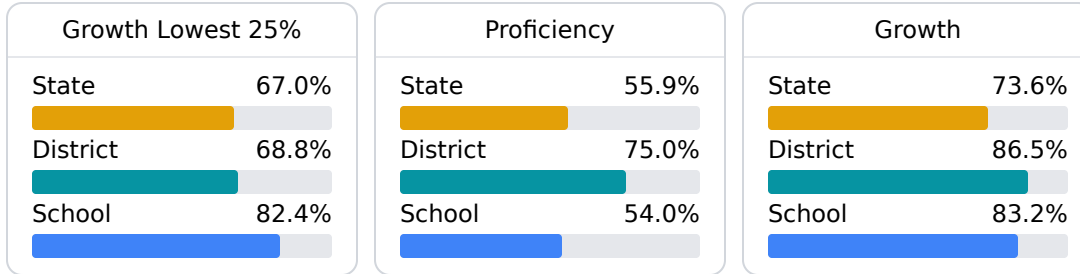 Growth Lowest 25%
State 67.0%
District 68.8%
School 82.4%
Proficiency
State 55.9%
District 75.0%
School 54.0%
Growth
State 73.6%
District 86.5%
School 83.2%